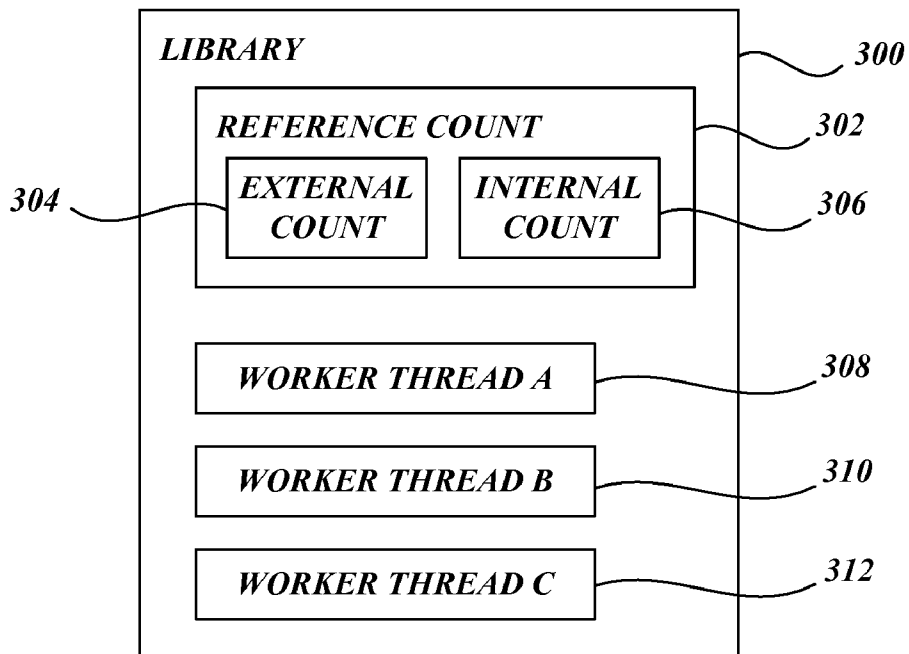 LIBRARY
300
REFERENCE COUNT
302
304
EXTERNAL
COUNT
INTERNAL
COUNT
306
WORKER THREAD A
308
WORKER THREAD B
310
WORKER THREAD C
312